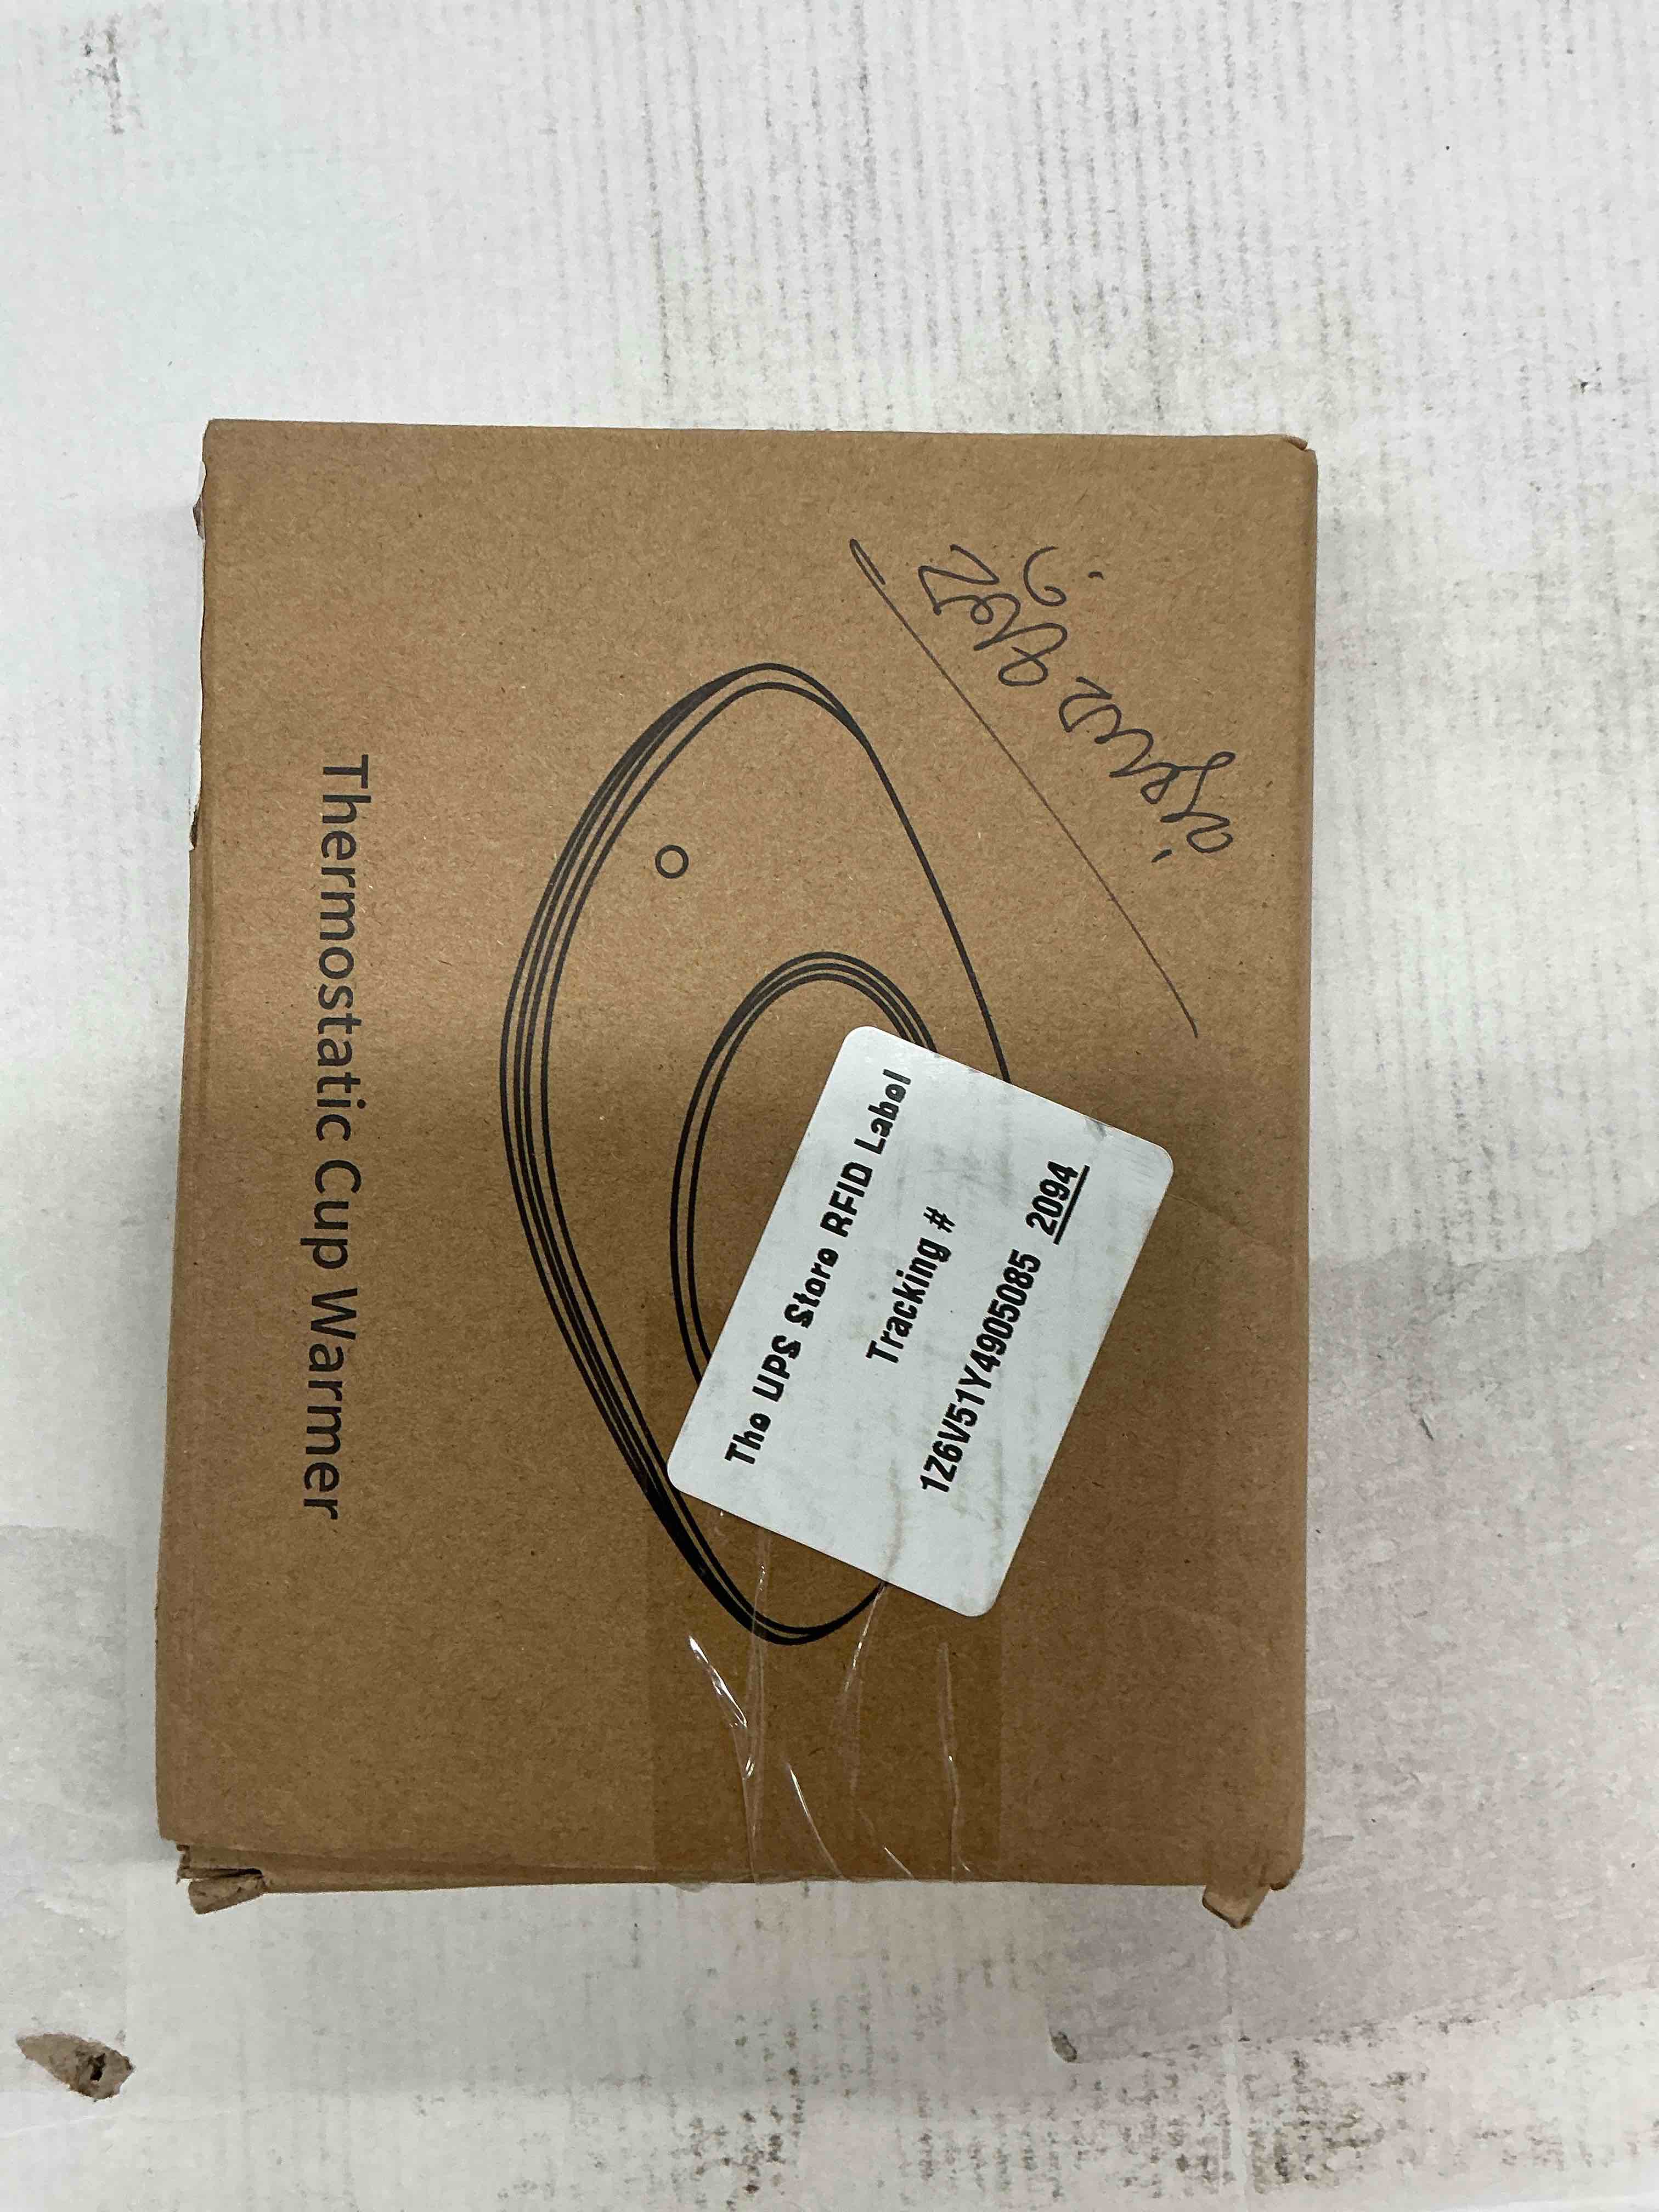 Thermostatic Cup Warmer
The UPS Store RFID Label
Tracking #
1Z6V51Y4905085 2094